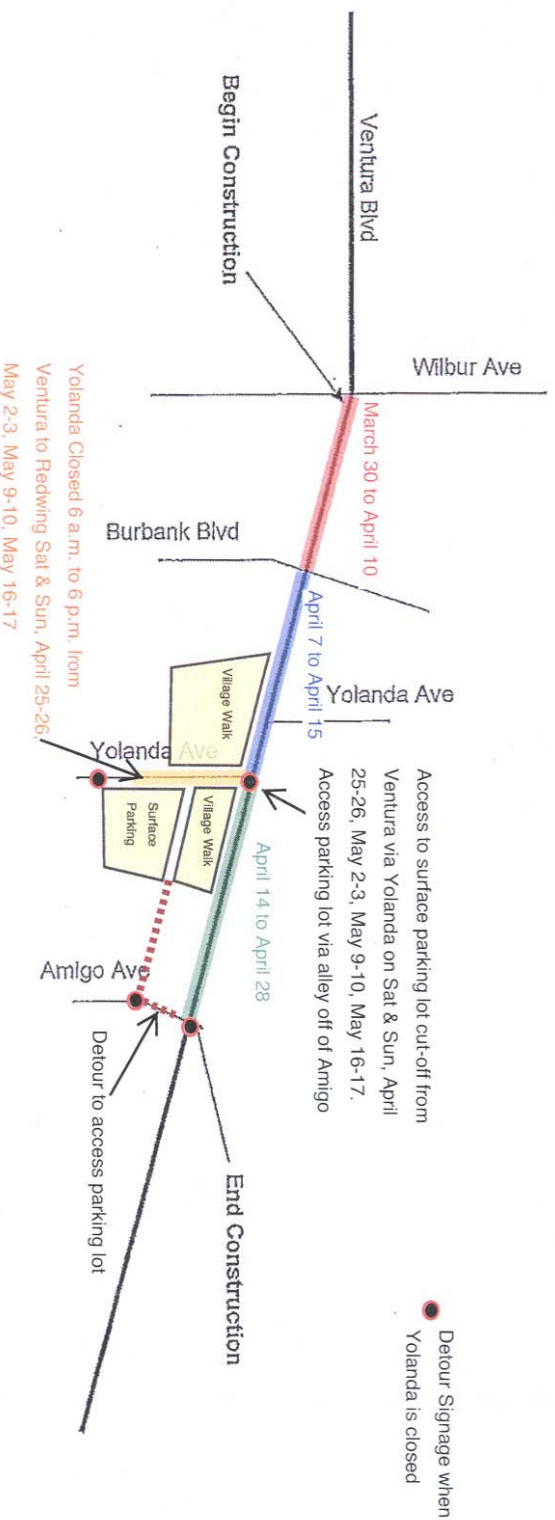 Ventura Blvd
Wilbur Ave
Begin Construction
March 30 to April 10
Burbank Blvd
April 7 to April 15
Yolanda Ave
Village Walk
Yolanda Ave
Village Walk
Surface
Parking
April 14 to April 28
Amigo Ave
Access to surface parking lot cut-off from
Ventura via Yolanda on Sat & Sun, April
25-26, May 2-3, May 9-10, May 16-17.
Access parking lot via alley off of Amigo
Yolanda Closed 6 a.m. to 6 p.m. from
Ventura to Redwing Sat & Sun, April 25-26,
May 2-3, May 9-10, May 16-17
End Construction
Detour to access parking lot
Detour Signage when
Yolanda is closed